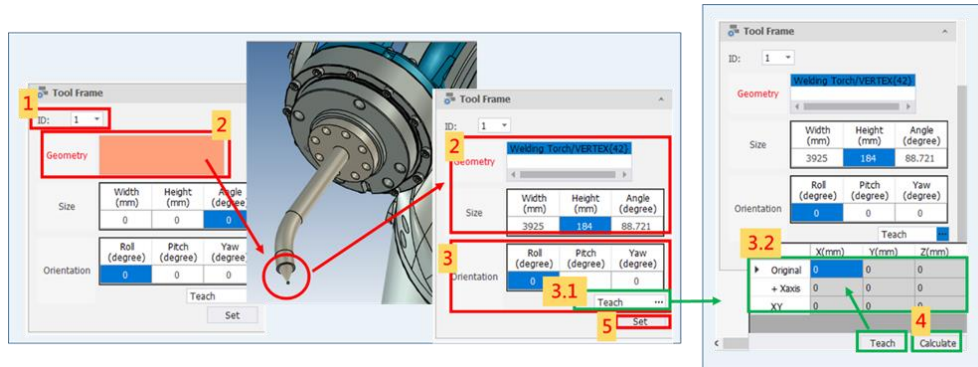 Tool Frame
1
ID: 1
2
Geometry
Size
Width (mm) Height (mm) Angle (degree)
0 0 0
Orientation
Roll (degree) Pitch (degree) Yaw (degree)
0 0 0
Teach
Set
Tool Frame
ID: 1
2
Geometry
Welding Torch/VERTEX{42}
Size
Width (mm) Height (mm) Angle (degree)
3925 184 88.721
3
Orientation
Roll (degree) Pitch (degree) Yaw (degree)
0 0
3.1
Teach ...
5
Set
Tool Frame
ID: 1
Geometry
Welding Torch/VERTEX{42}
Size
Width (mm) Height (mm) Angle (degree)
3925 184 88.721
Orientation
Roll (degree) Pitch (degree) Yaw (degree)
0 0 0
Teach ...
3.2
X(mm) Y(mm) Z(mm)
Original 0 0 0
+ Xaxis 0 0 0
XY 0 0 0
4
Teach Calculate